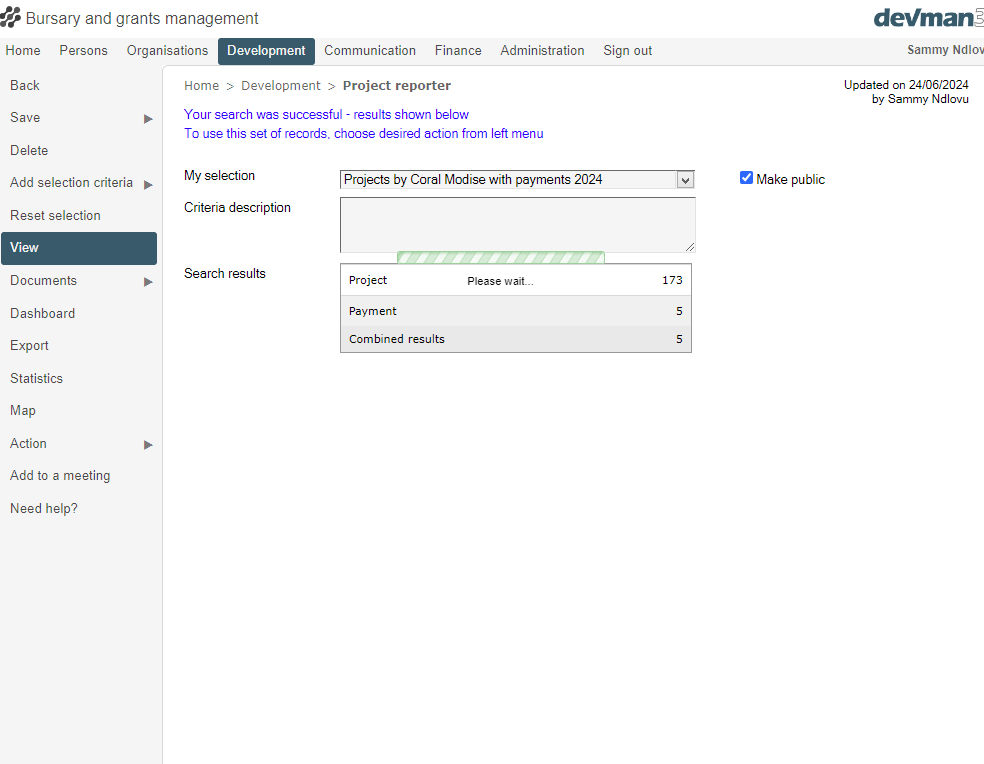 Bursary and grants management
devman 5
Home Persons Organisations Development Communication Finance Administration Sign out
Sammy Ndlov
Back
Save
Delete
Add selection criteria
Reset selection
View
Documents
Dashboard
Export
Statistics
Map
Action
Add to a meeting
Need help?
Home > Development > Project reporter
Updated on 24/06/2024
by Sammy Ndlovu
Your search was successful - results shown below
To use this set of records, choose desired action from left menu
My selection Projects by Coral Modise with payments 2024 Make public
Criteria description
Search results
Project Please wait... 173
Payment 5
Combined results 5